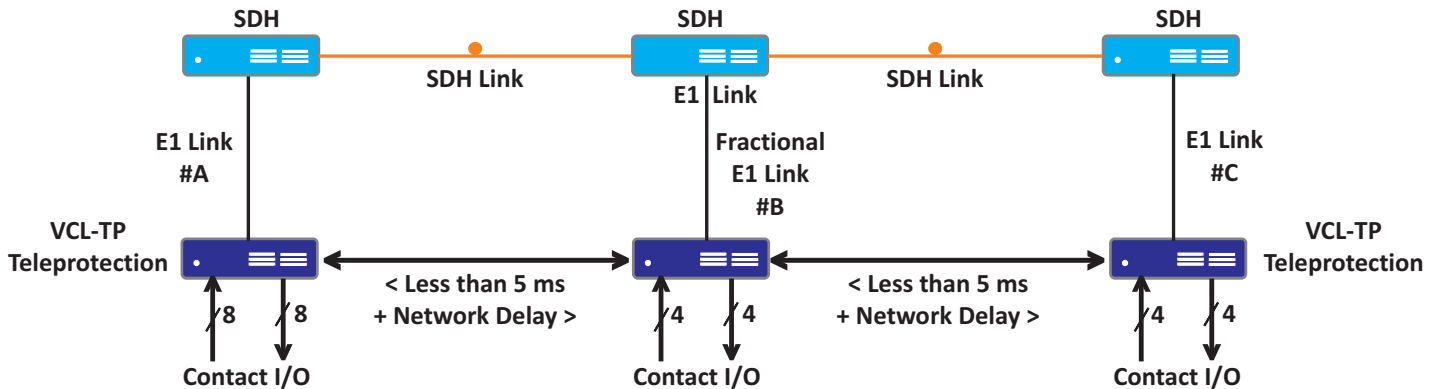 SDH
SDH
SDH
SDH Link
SDH Link
E1 Link
E1 Link
#A
Fractional
E1 Link
#B
E1 Link
#C
VCL-TP
Teleprotection
VCL-TP
Teleprotection
< Less than 5 ms
+ Network Delay >
< Less than 5 ms
+ Network Delay >
8
8
4
4
4
4
Contact I/O
Contact I/O
Contact I/O